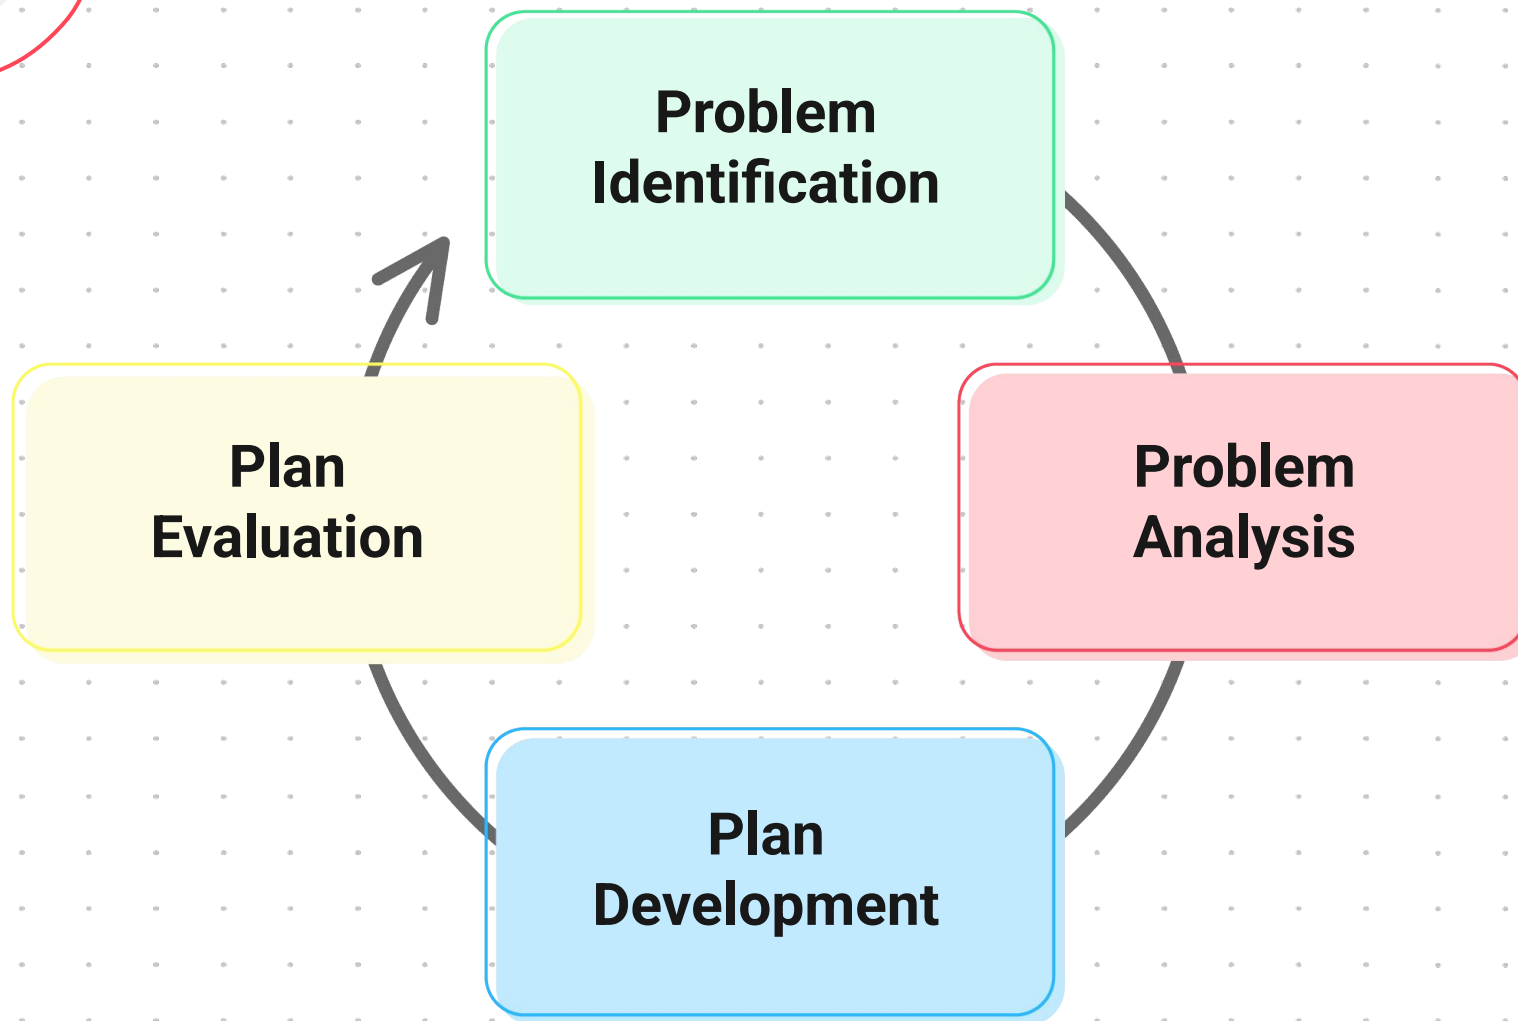 Problem
Identification
Problem
Analysis
Plan
Development
Plan
Evaluation